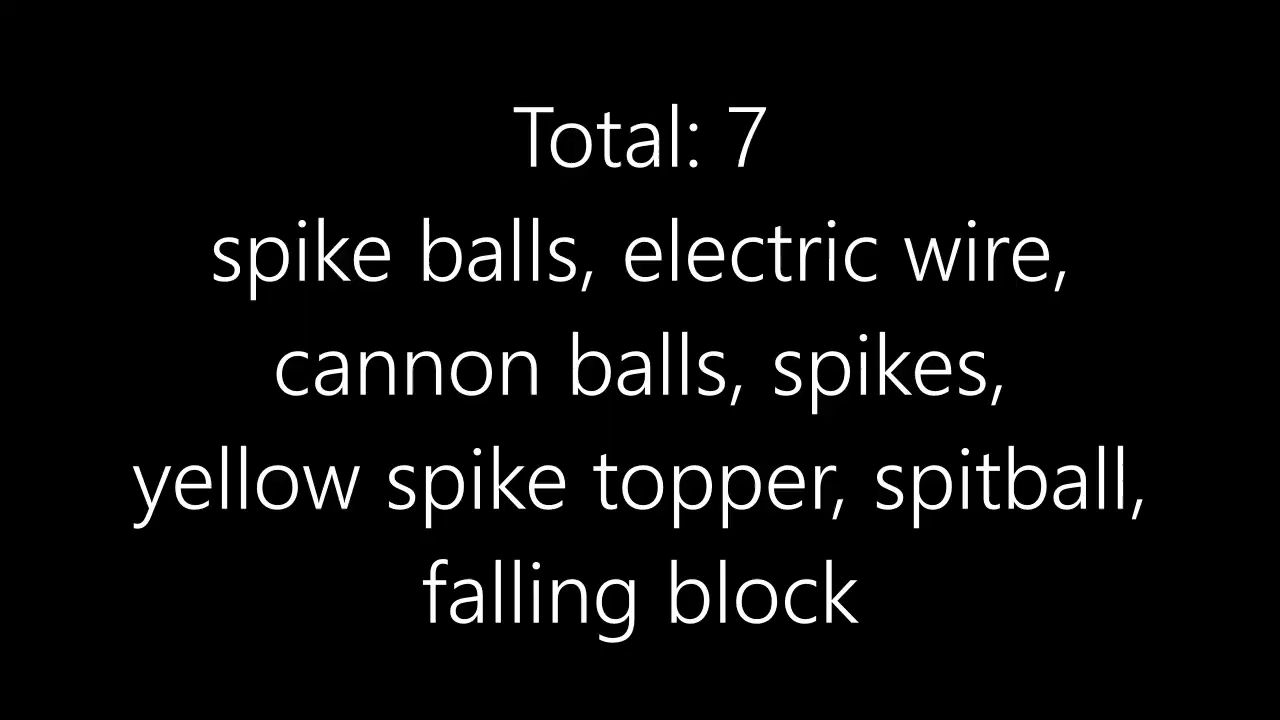 Total: 7
spike balls, electric wire,
cannon balls, spikes,
yellow spike topper, spitball,
falling block